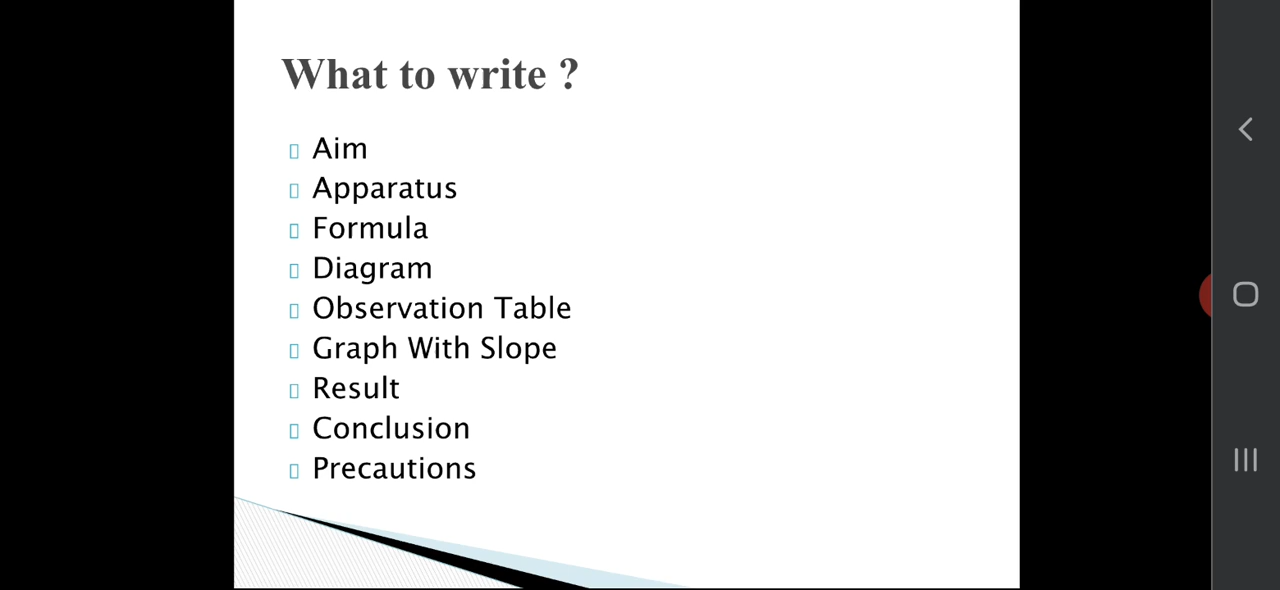 What to write ?
Aim
Apparatus
Formula
Diagram
Observation Table
Graph With Slope
Result
Conclusion
Precautions